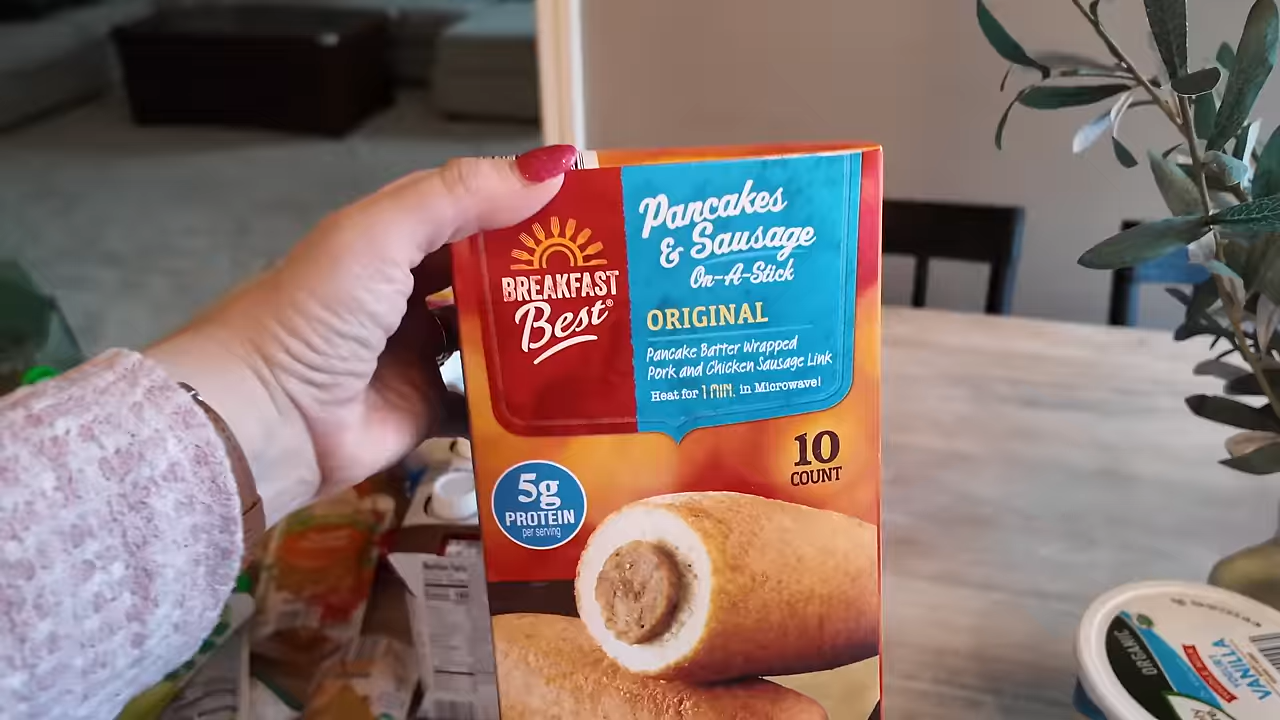 BREAKFAST
Best®
Pancakes
& Sausage
On-A-Stick
ORIGINAL
Pancake Batter Wrapped
Pork and Chicken Sausage Link
Heat for 1 MIN. in Microwave!
10
COUNT
5g
PROTEIN
per serving
ORGANIC
VANILLA